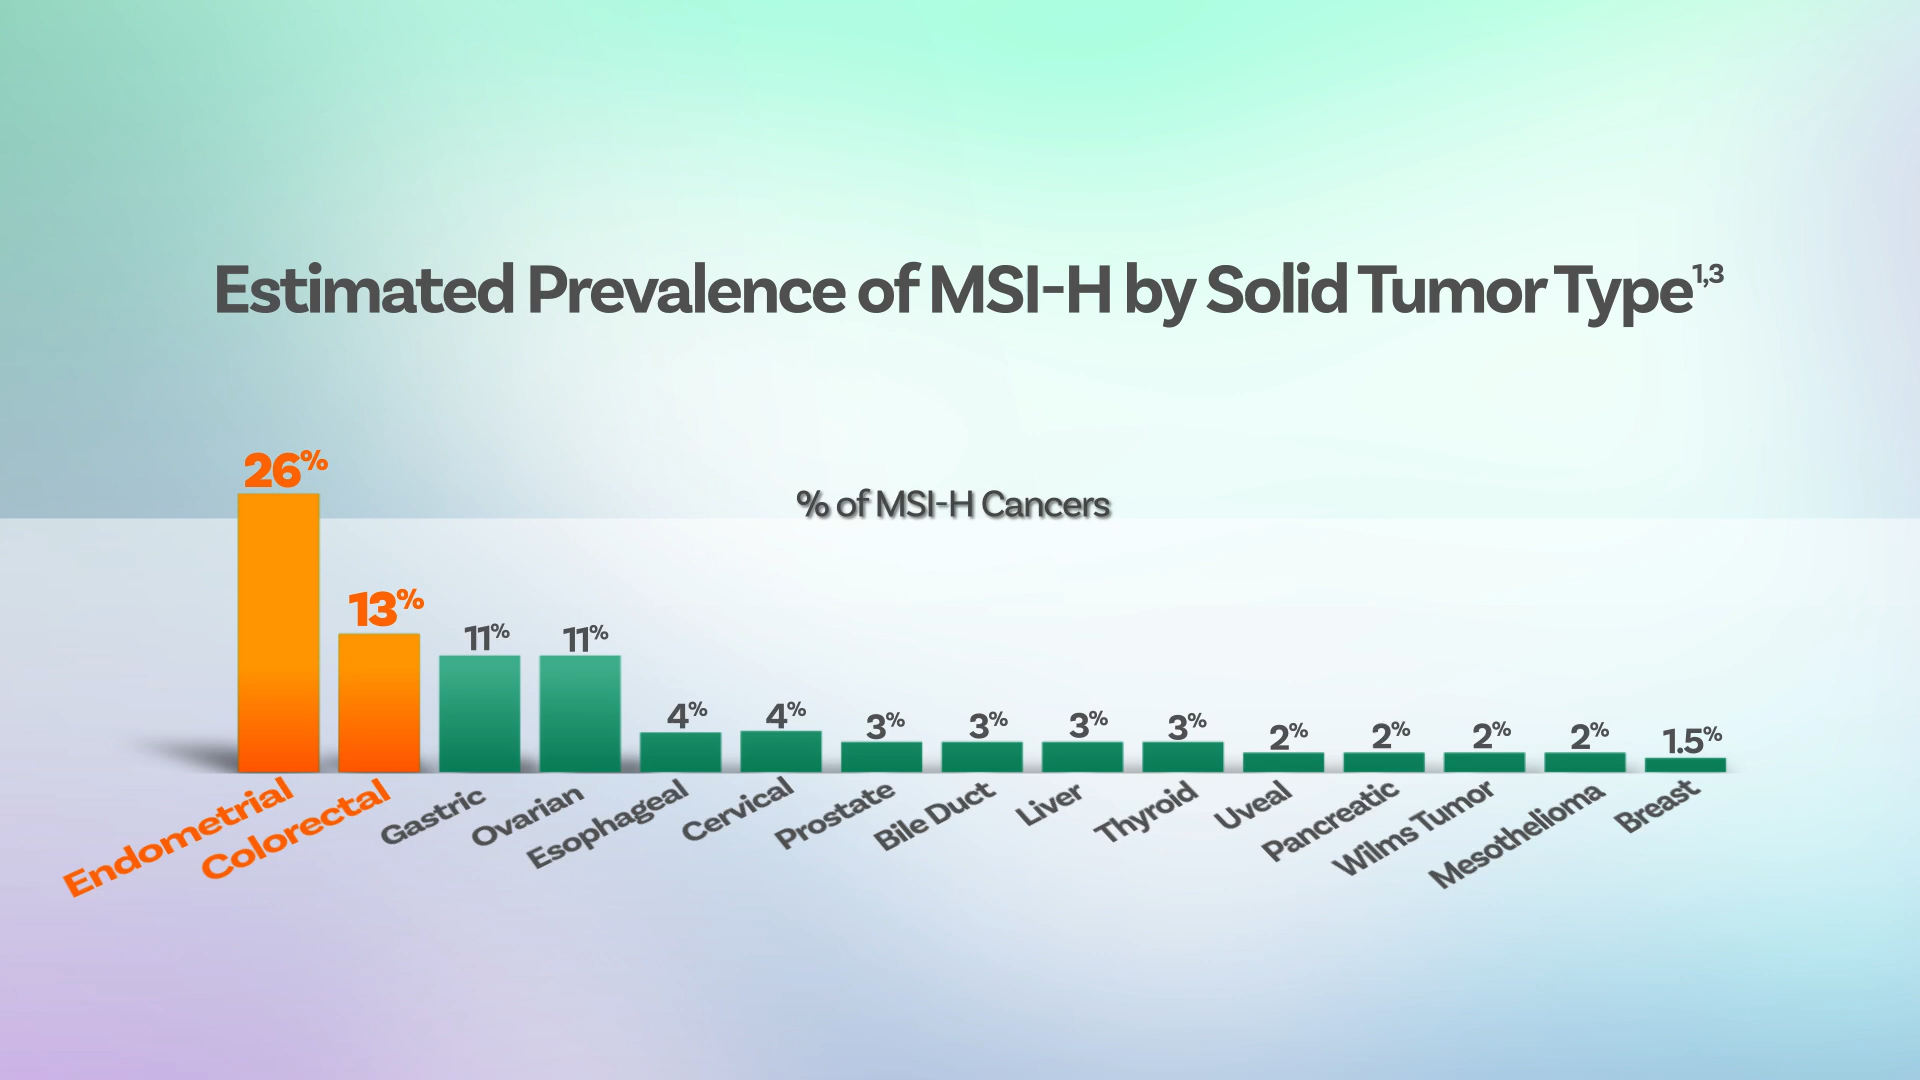 Estimated Prevalence of MSI-H by Solid Tumor Type1,3
% of MSI-H Cancers
26%
13%
11%
11%
4%
4%
3%
3%
3%
3%
2%
2%
2%
2%
1.5%
Endometrial
Colorectal
Gastric
Ovarian
Esophageal
Cervical
Prostate
Bile Duct
Liver
Thyroid
Uveal
Pancreatic
Wilms Tumor
Mesothelioma
Breast